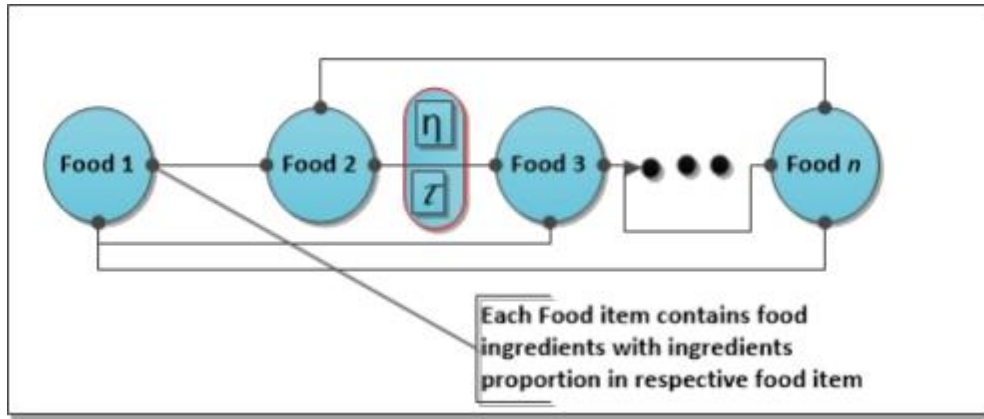 Food 1
Food 2
η
τ
Food 3
Food n
Each Food item contains food
ingredients with ingredients
proportion in respective food item